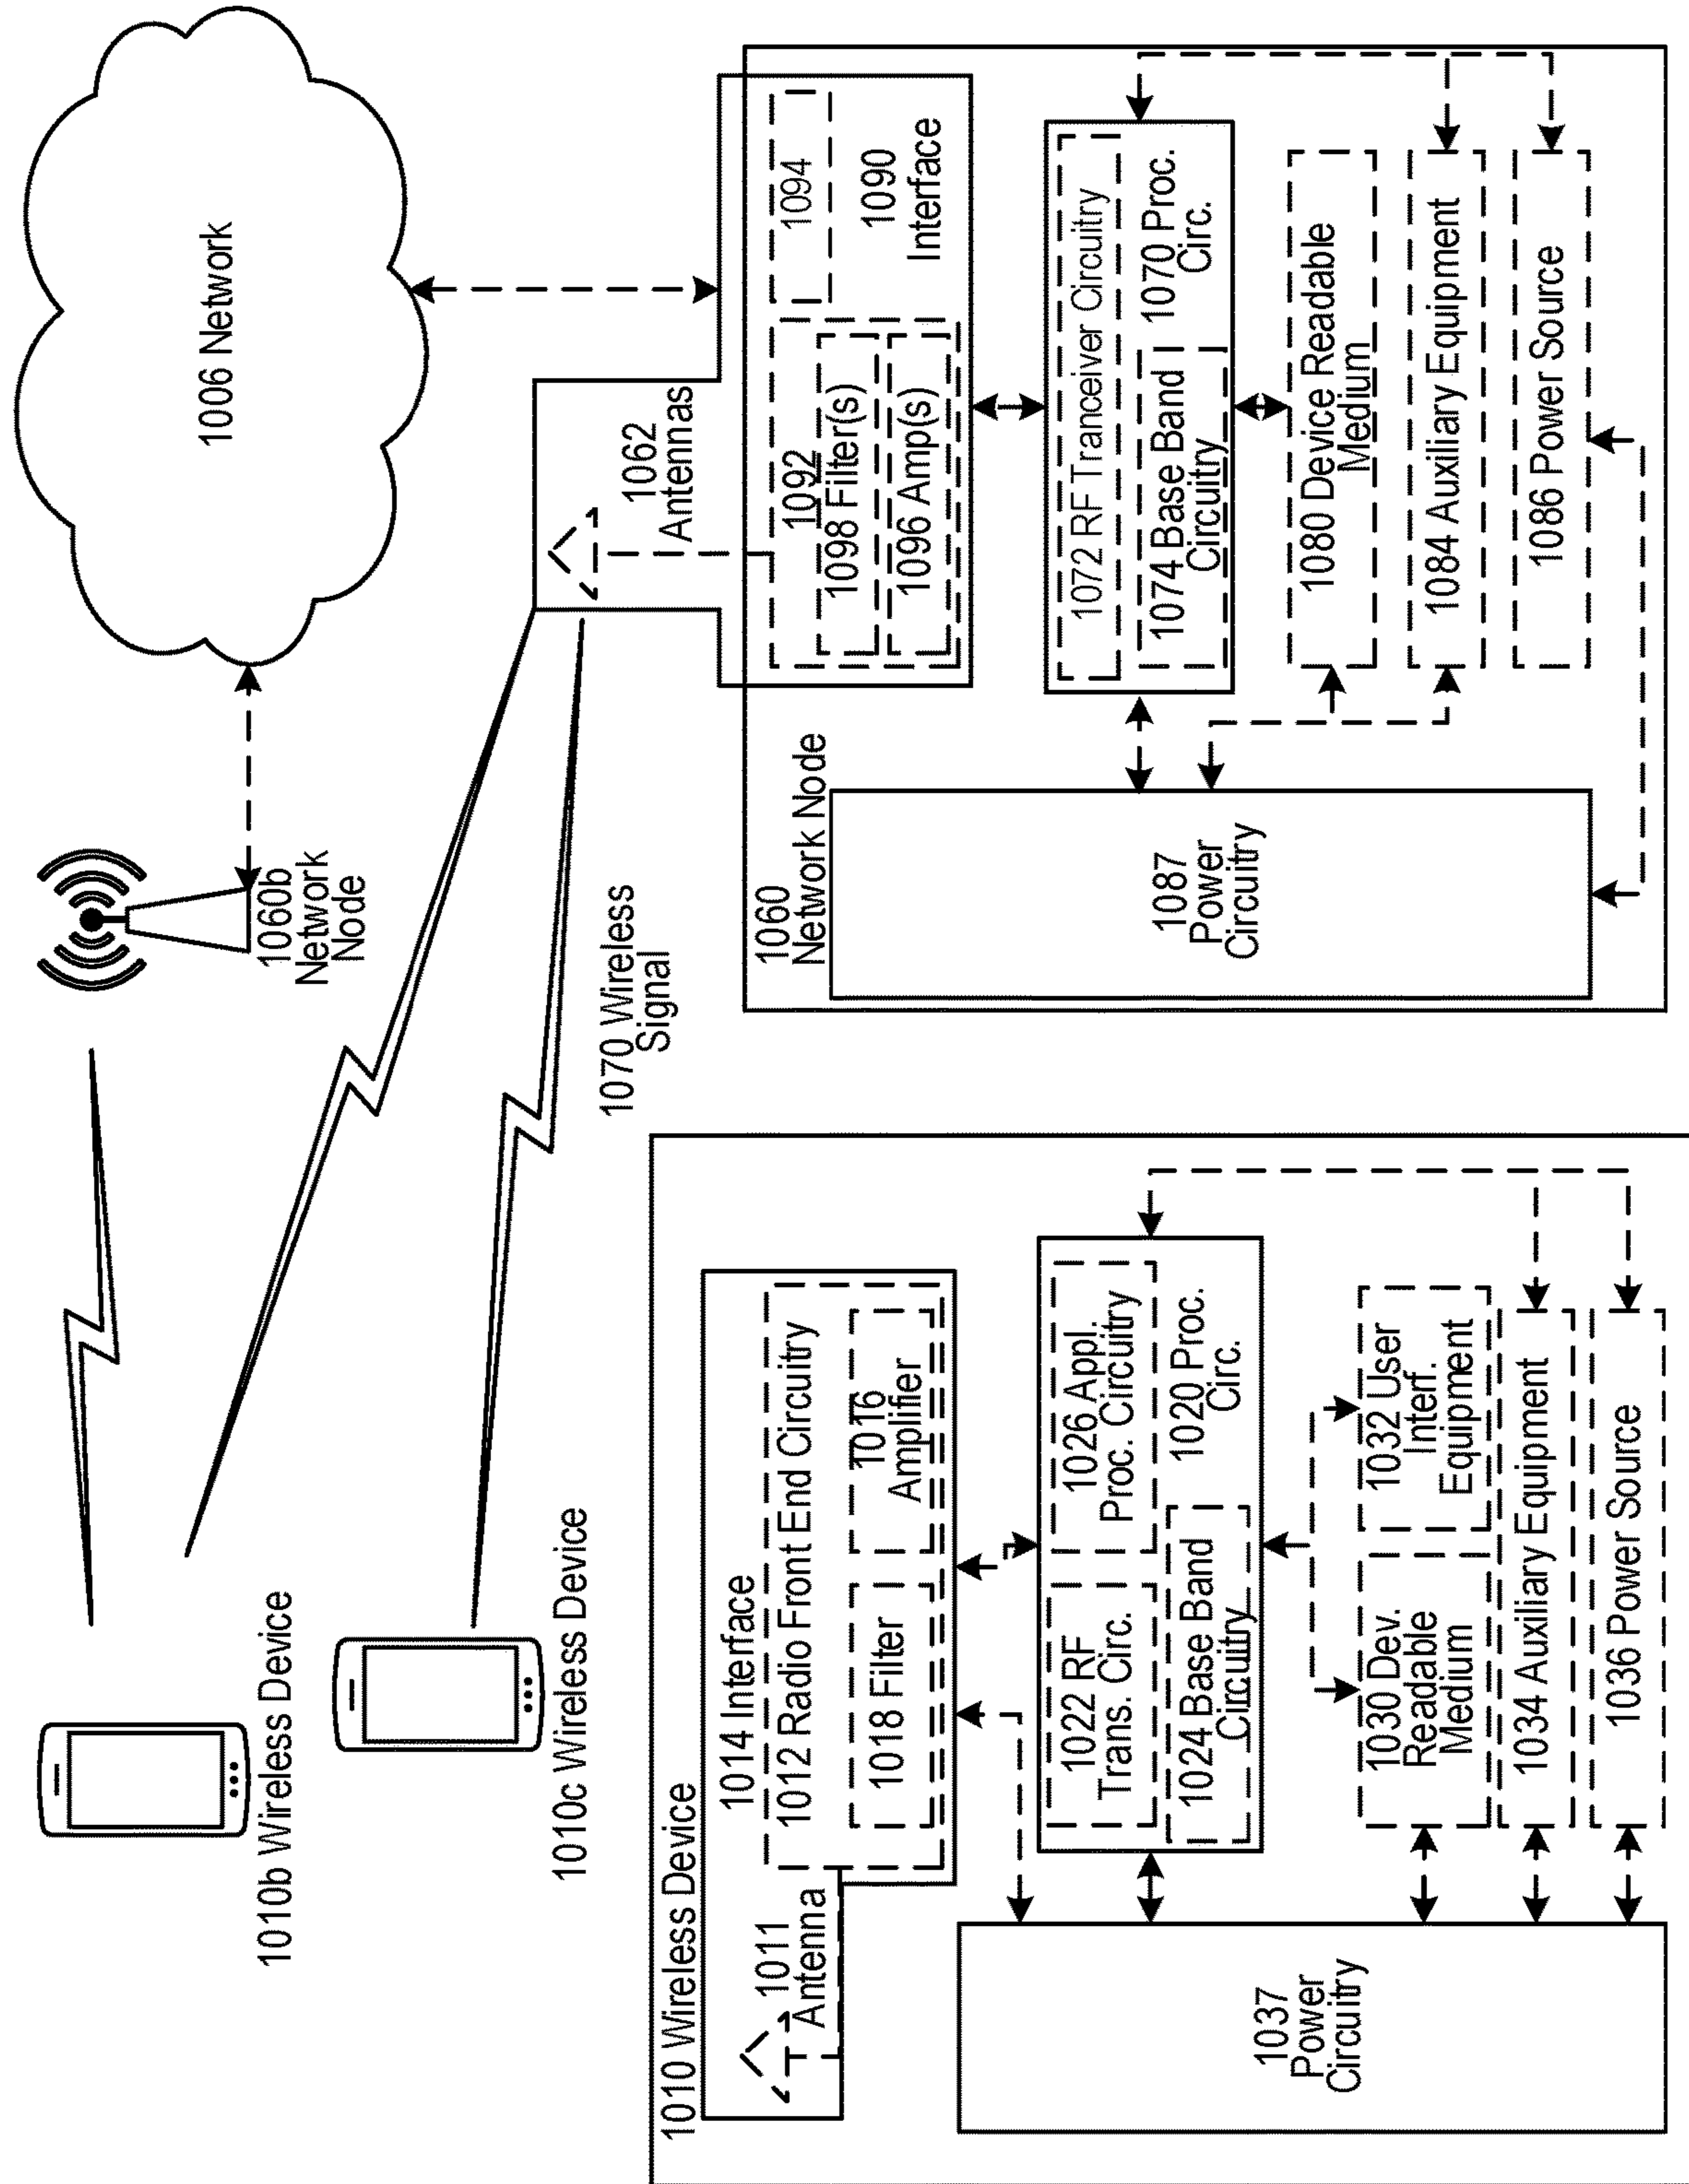 1006 Network
1060b
Network
Node
1010b Wireless Device
1010c Wireless Device
1070 Wireless
Signal
1062
Antennas
1010 Wireless Device
1011
Antenna
1014 Interface
1012 Radio Front End Circuitry
1018 Filter
1016
Amplifier
1022 RF
Trans. Circ.
1026 Appl.
Proc. Circuitry
1024 Base Band
Circuitry
1020 Proc.
Circ.
1030 Dev.
Readable
Medium
1032 User
Interf.
Equipment
1034 Auxiliary Equipment
1036 Power Source
1037
Power
Circuitry
1060
Network Node
1092
1098 Filter(s)
1096 Amp(s)
1094
1090
Interface
1072 RF Tranceiver Circuitry
1074 Base Band
Circuitry
1070 Proc.
Circ.
1080 Device Readable
Medium
1084 Auxiliary Equipment
1086 Power Source
1087
Power
Circuitry